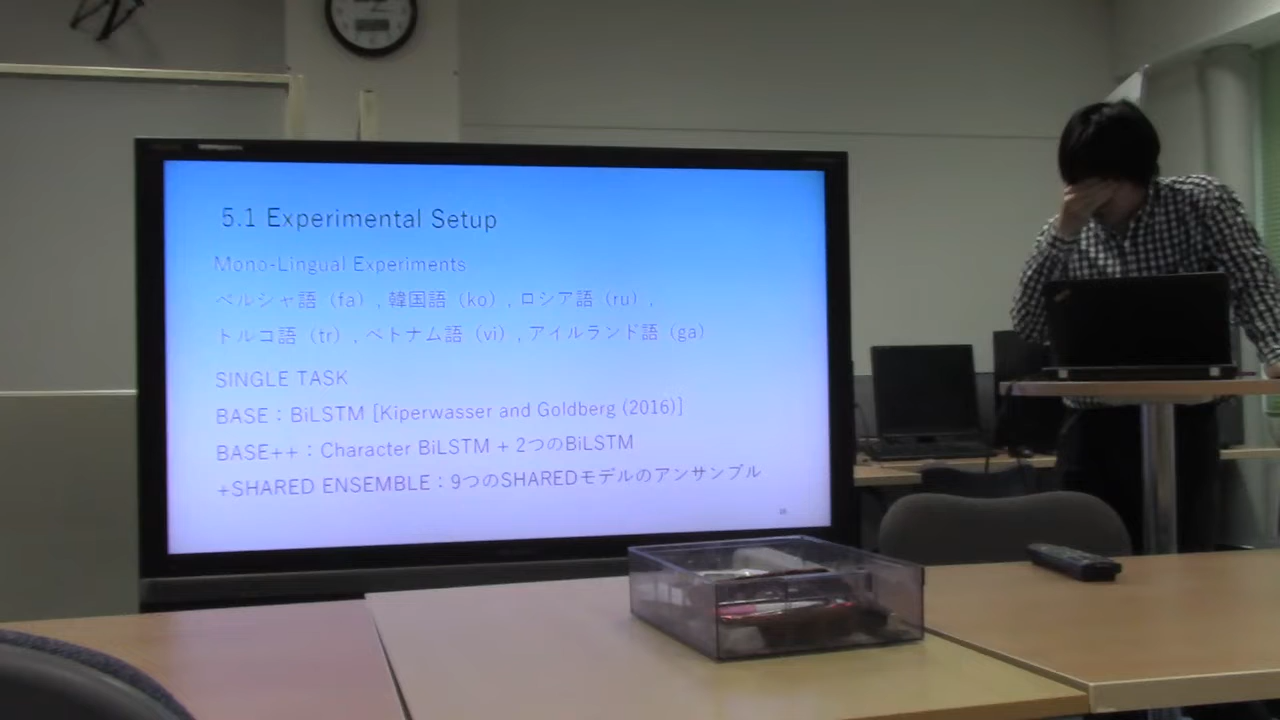 5.1 Experimental Setup
Mono-Lingual Experiments
ペルシャ語（fa）, 韓国語（ko）, ロシア語（ru）,
トルコ語（tr）, ベトナム語（vi）, アイルランド語（ga）
SINGLE TASK
BASE：BiLSTM [Kiperwasser and Goldberg (2016)]
BASE++：Character BiLSTM + 2つのBiLSTM
+SHARED ENSEMBLE：9つのSHAREDモデルのアンサンブル